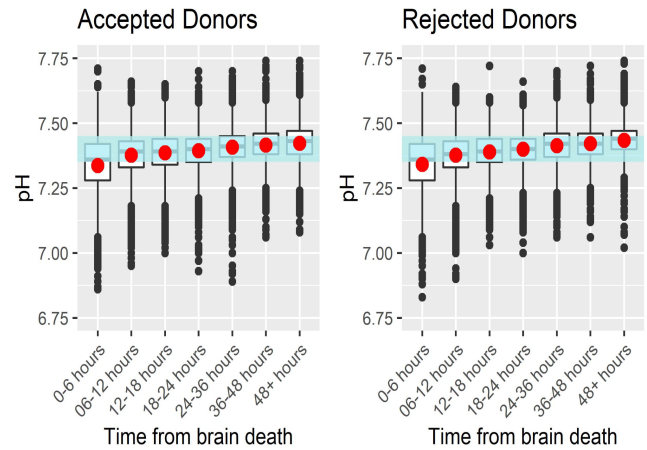 Accepted Donors
pH
7.75
7.50
7.25
7.00
6.75
0-6 hours
06-12 hours
12-18 hours
18-24 hours
24-36 hours
36-48 hours
48+ hours
Time from brain death
Rejected Donors
pH
7.75
7.50
7.25
7.00
6.75
0-6 hours
06-12 hours
12-18 hours
18-24 hours
24-36 hours
36-48 hours
48+ hours
Time from brain death